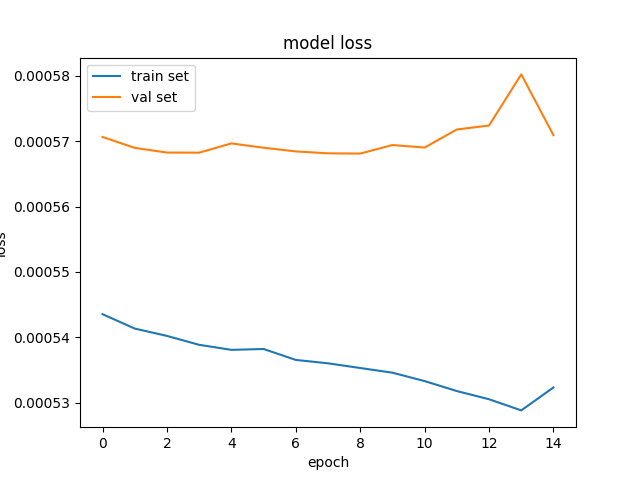 model loss
train set
val set
0.00058
0.00057
0.00056
0.00055
0.00054
0.00053
loss
0 2 4 6 8 10 12 14
epoch